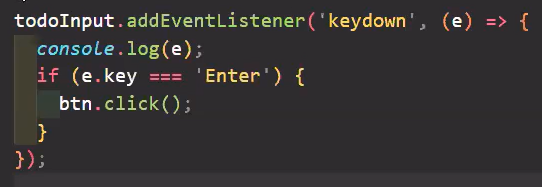 todoInput.addEventListener('keydown', (e) => {
  console.log(e);
  if (e.key === 'Enter') {
    btn.click();
  }
});